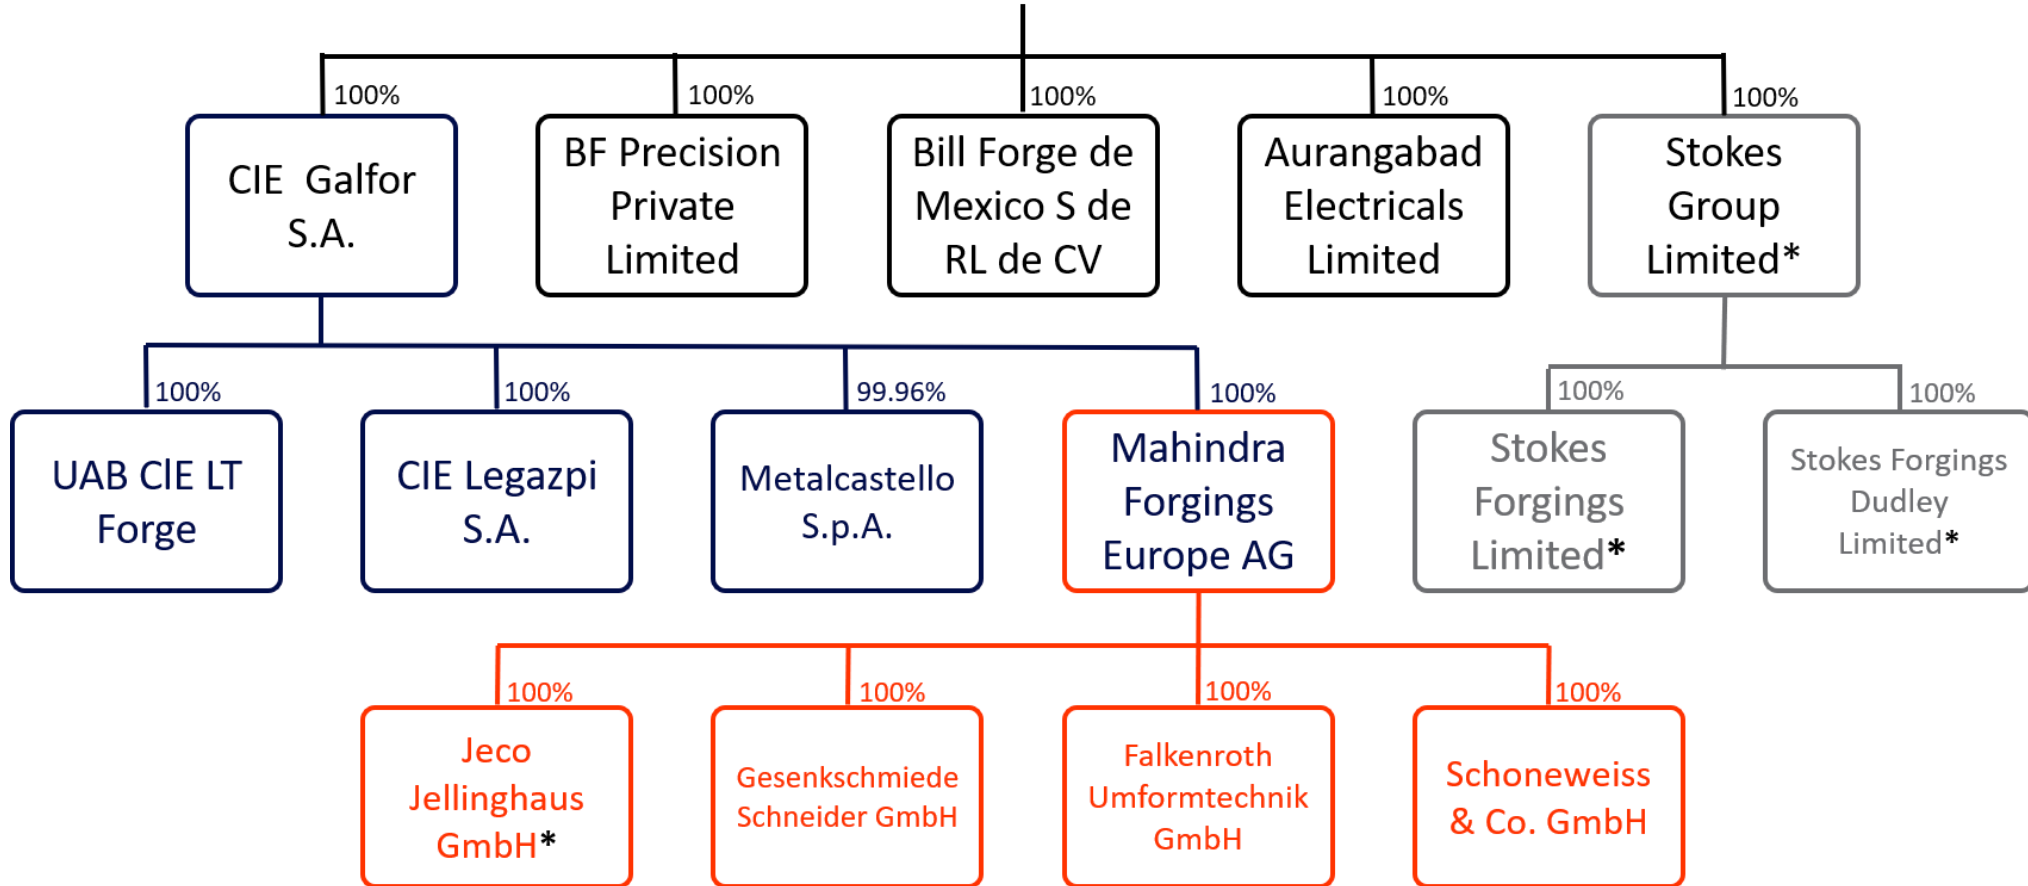 100%
100%
100%
100%
100%
CIE  Galfor
S.A.
BF Precision
Private
Limited
Bill Forge de
Mexico S de
RL de CV
Aurangabad
Electricals
Limited
Stokes
Group
Limited*
100%
100%
99.96%
100%
100%
100%
UAB CIE LT
Forge
CIE Legazpi
S.A.
Metalcastello
S.p.A.
Mahindra
Forgings
Europe AG
Stokes
Forgings
Limited*
Stokes Forgings
Dudley
Limited*
100%
100%
100%
100%
Jeco
Jellinghaus
GmbH*
Gesenkschmiede
Schneider GmbH
Falkenroth
Umformtechnik
GmbH
Schoneweiss
& Co. GmbH